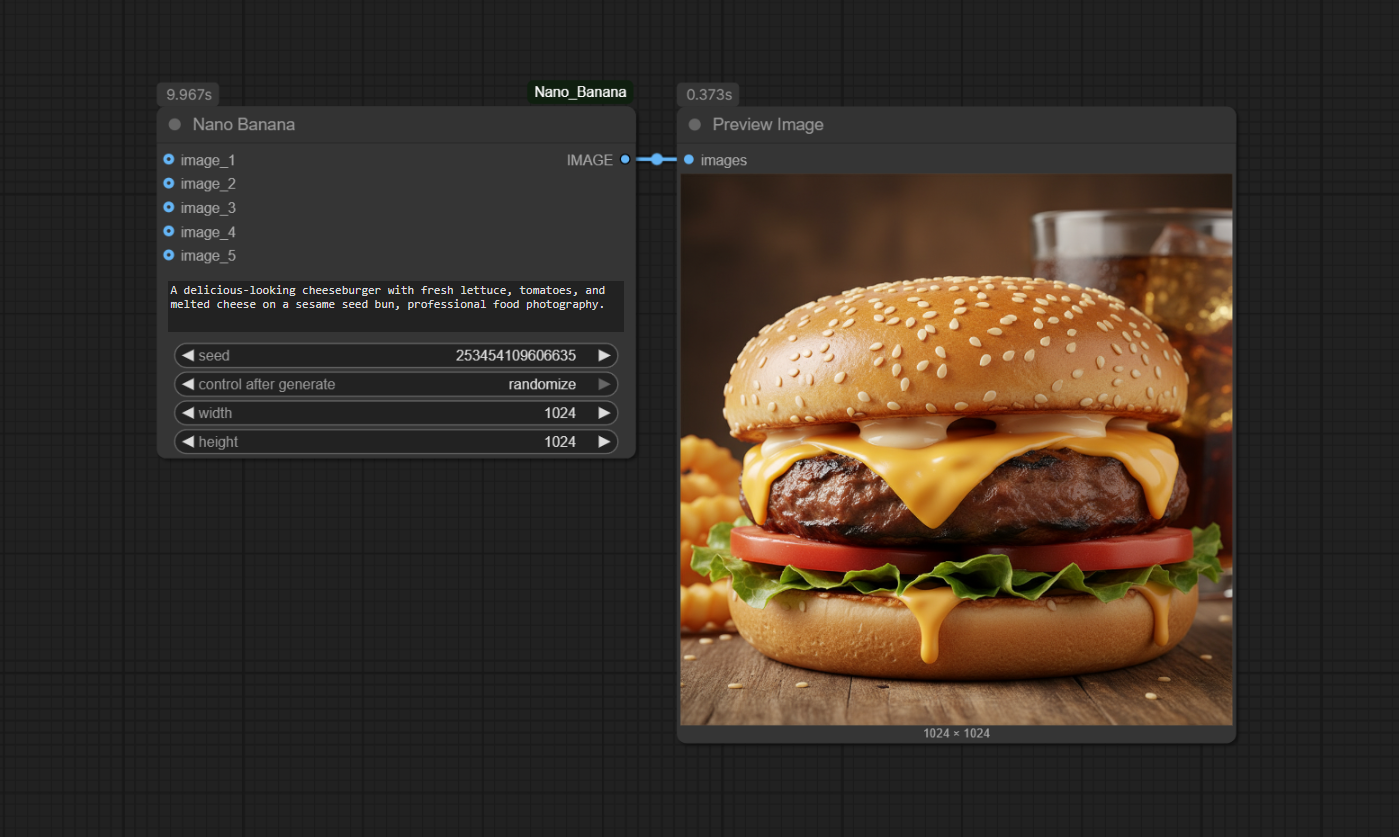 9.967s
Nano_Banana
Nano Banana
image_1
IMAGE
image_2
image_3
image_4
image_5
A delicious-looking cheeseburger with fresh lettuce, tomatoes, and
melted cheese on a sesame seed bun, professional food photography.
seed 253454109606635
control after generate randomize
width 1024
height 1024
0.373s
Preview Image
images
1024 × 1024